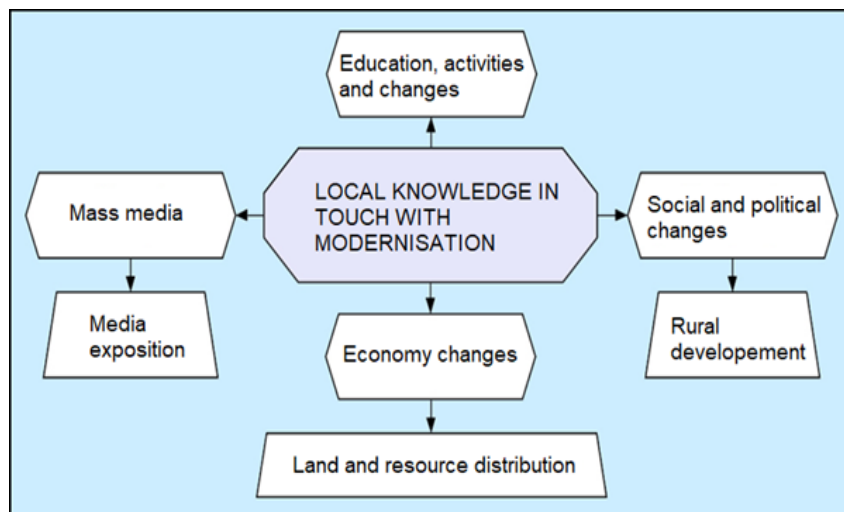 Education, activities
and changes
LOCAL KNOWLEDGE IN
TOUCH WITH
MODERNISATION
Mass media
Social and political
changes
Media
exposition
Economy changes
Rural
developement
Land and resource distribution